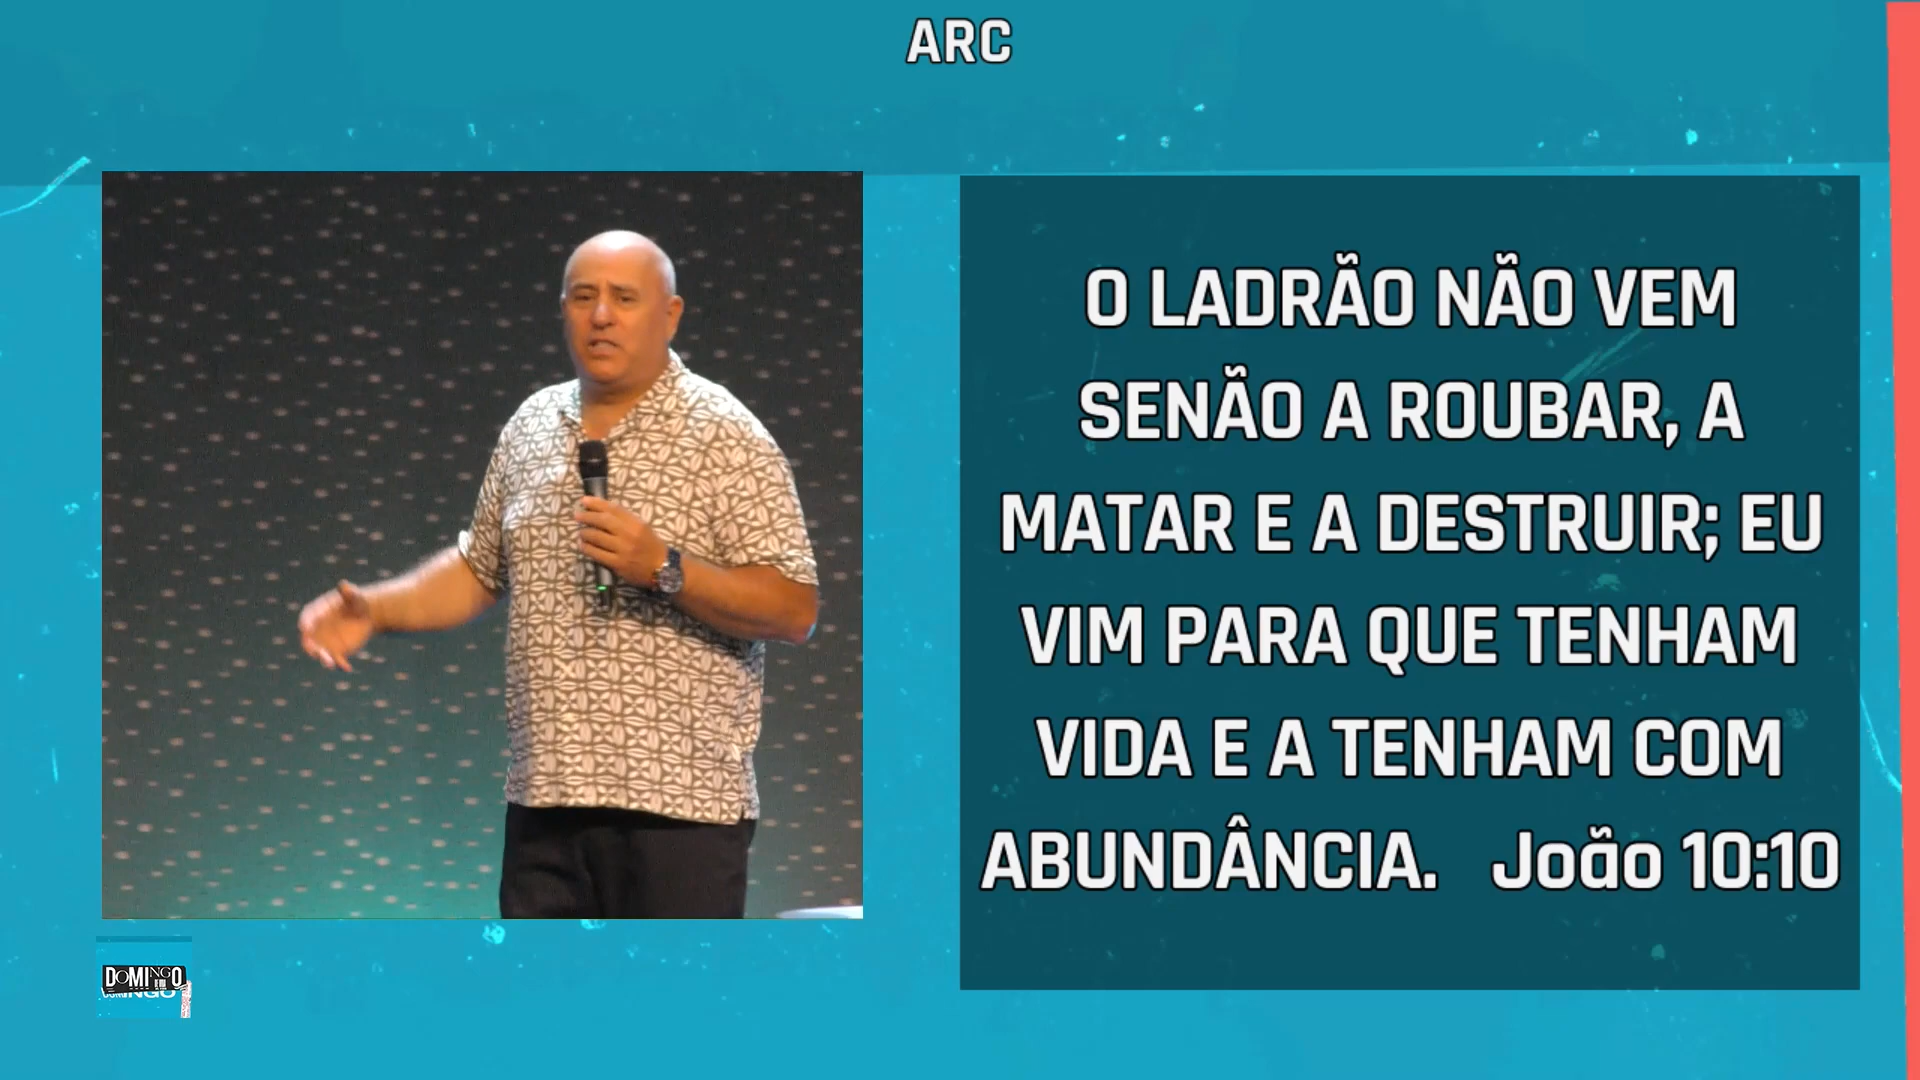 ARC
O LADRÃO NÃO VEM
SENÃO A ROUBAR, A
MATAR E A DESTRUIR; EU
VIM PARA QUE TENHAM
VIDA E A TENHAM COM
ABUNDÂNCIA. João 10:10
DOMINGO